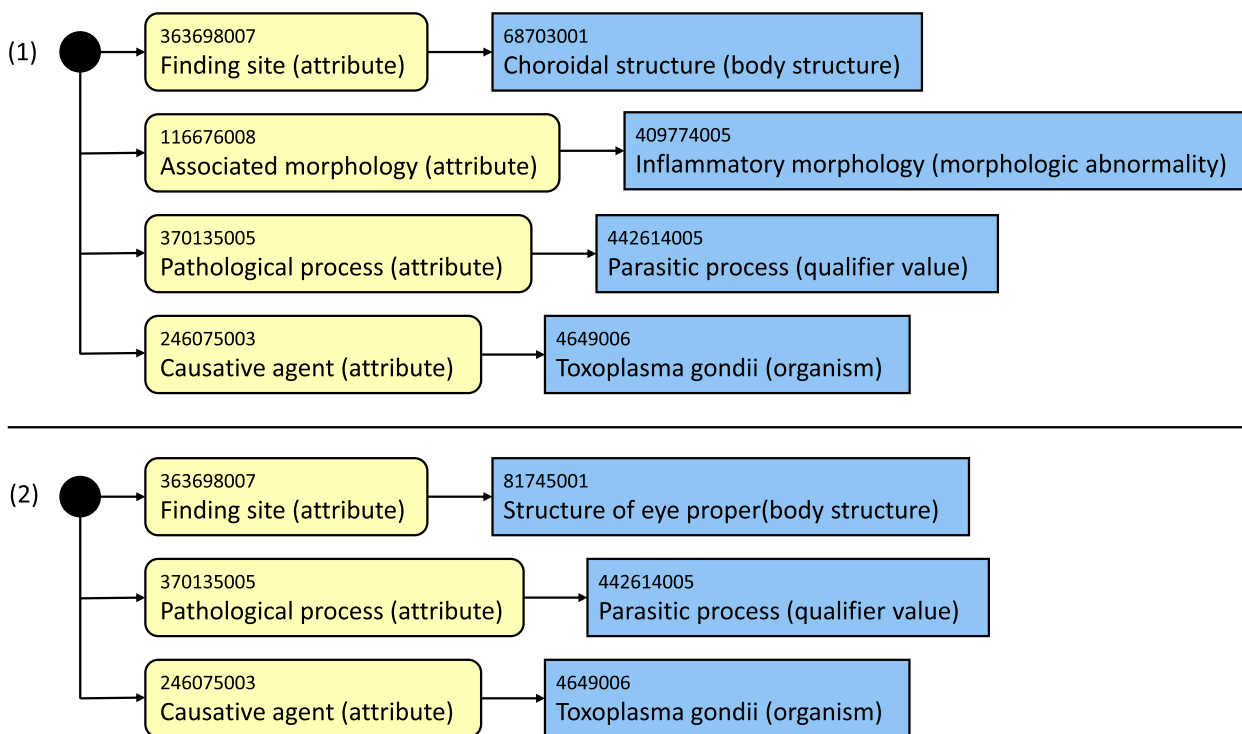 (1)
363698007
Finding site (attribute)
68703001
Choroidal structure (body structure)
116676008
Associated morphology (attribute)
409774005
Inflammatory morphology (morphologic abnormality)
370135005
Pathological process (attribute)
442614005
Parasitic process (qualifier value)
246075003
Causative agent (attribute)
4649006
Toxoplasma gondii (organism)
(2)
363698007
Finding site (attribute)
81745001
Structure of eye proper(body structure)
370135005
Pathological process (attribute)
442614005
Parasitic process (qualifier value)
246075003
Causative agent (attribute)
4649006
Toxoplasma gondii (organism)